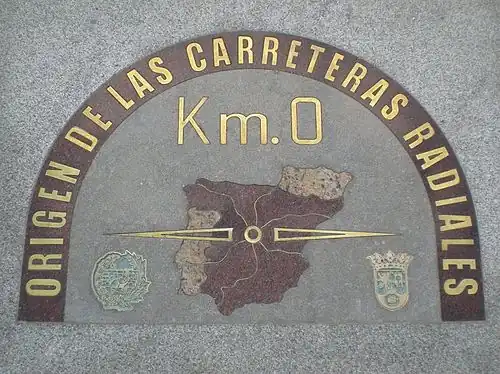 ORIGEN DE LAS CARRETERAS RADIALES
Km.0